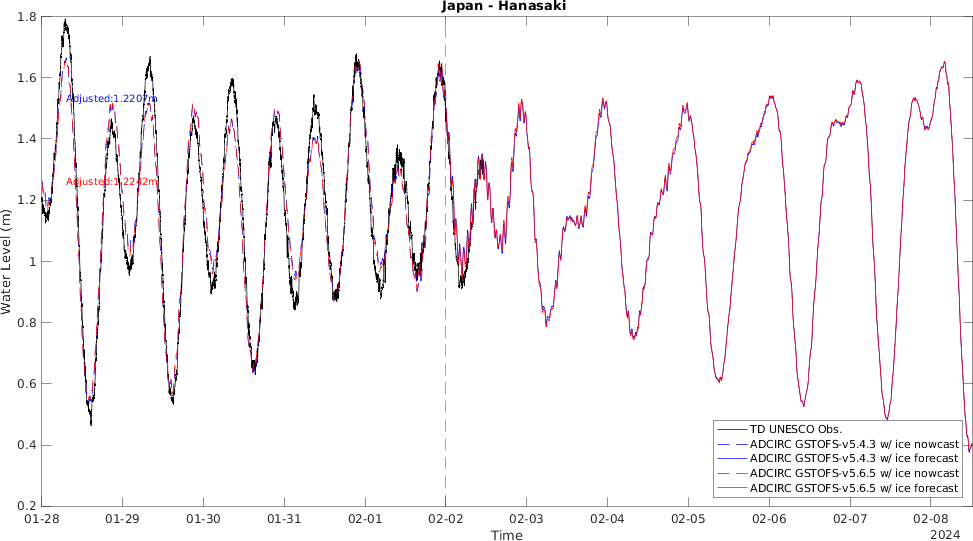 Japan - Hanasaki
1.8
1.6
1.4
1.2
1
0.8
0.6
0.4
0.2
Water Level (m)
Adjusted:1.2207m
Adjusted:1.2242m
TD UNESCO Obs.
ADCIRC GSTOFS-v5.4.3 w/ ice nowcast
ADCIRC GSTOFS-v5.4.3 w/ ice forecast
ADCIRC GSTOFS-v5.6.5 w/ ice nowcast
ADCIRC GSTOFS-v5.6.5 w/ ice forecast
01-28 01-29 01-30 01-31 02-01 02-02 02-03 02-04 02-05 02-06 02-07 02-08
2024
Time